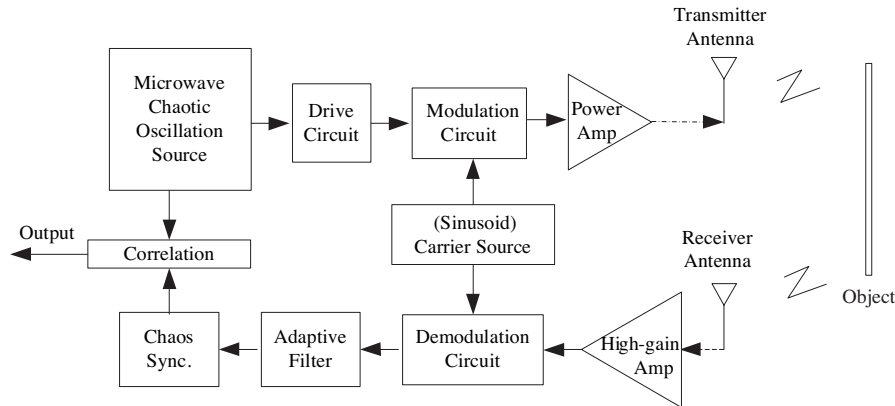 Transmitter
Antenna
Microwave
Chaotic
Oscillation
Source
Drive
Circuit
Modulation
Circuit
Power
Amp
Output
Correlation
(Sinusoid)
Carrier Source
Receiver
Antenna
Object
Chaos
Sync.
Adaptive
Filter
Demodulation
Circuit
High-gain
Amp